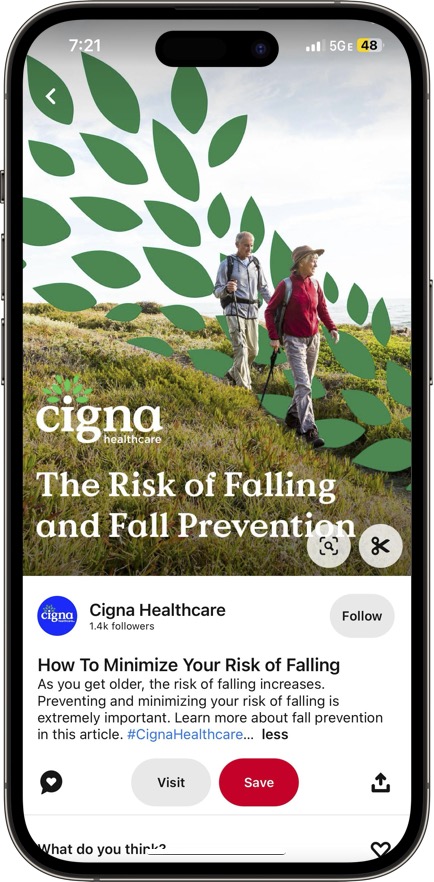 7:21
5GE 48
cigna
healthcare
The Risk of Falling
and Fall Prevention
cigna
healthcare
Cigna Healthcare
1.4k followers
Follow
How To Minimize Your Risk of Falling
As you get older, the risk of falling increases.
Preventing and minimizing your risk of falling is
extremely important. Learn more about fall prevention
in this article. #CignaHealthcare... less
Visit
Save
What do you think?